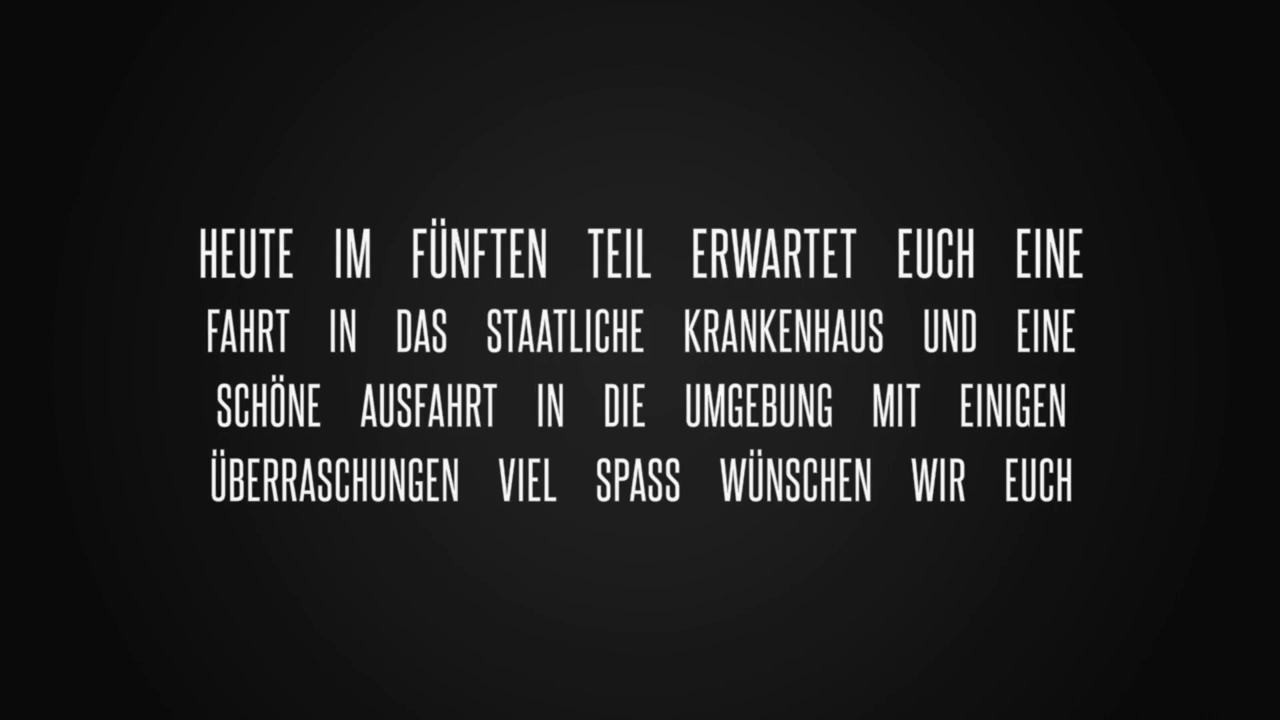 HEUTE IM FÜNFTEN TEIL ERWARTET EUCH EINE
FAHRT IN DAS STAATLICHE KRANKENHAUS UND EINE
SCHÖNE AUSFAHRT IN DIE UMGEBUNG MIT EINIGEN
ÜBERRASCHUNGEN VIEL SPASS WÜNSCHEN WIR EUCH